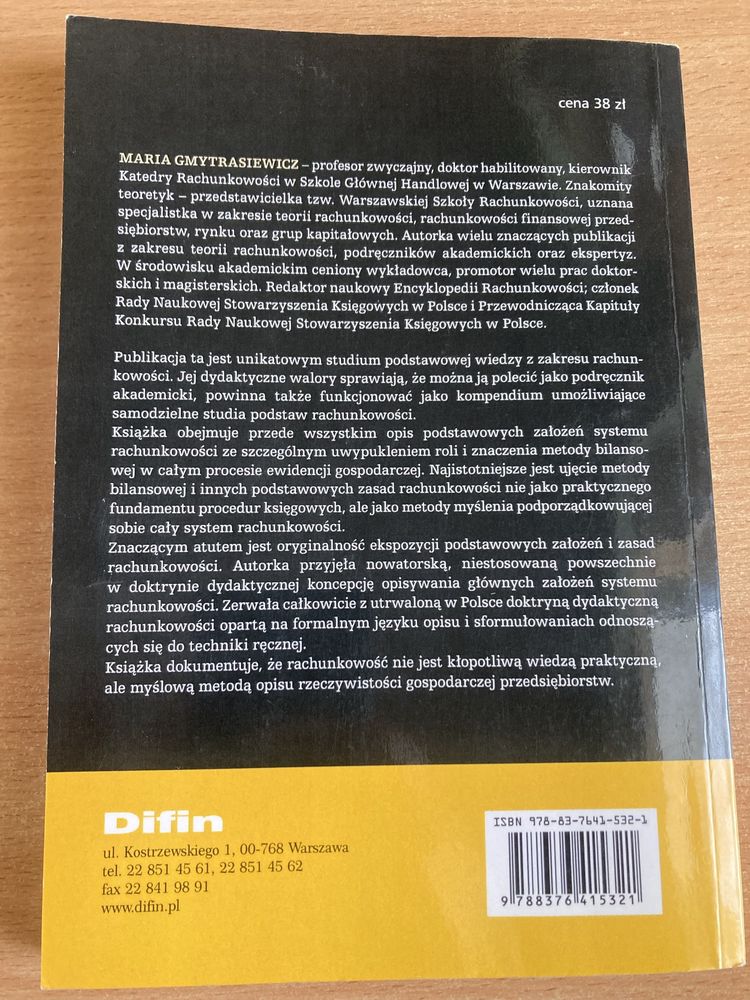 cena 38 zł
MARIA GMYTRASIEWICZ – profesor zwyczajny, doktor habilitowany, kierownik
Katedry Rachunkowości w Szkole Głównej Handlowej w Warszawie. Znakomity
teoretyk – przedstawicielka tzw. Warszawskiej Szkoły Rachunkowości, uznana
specjalistka w zakresie teorii rachunkowości, rachunkowości finansowej przed-
siębiorstw, rynku oraz grup kapitałowych. Autorka wielu znaczących publikacji
z zakresu teorii rachunkowości, podręczników akademickich oraz ekspertyz.
W środowisku akademickim ceniony wykładowca, promotor wielu prac doktor-
skich i magisterskich. Redaktor naukowy Encyklopedii Rachunkowości; członek
Rady Naukowej Stowarzyszenia Księgowych w Polsce i Przewodnicząca Kapituły
Konkursu Rady Naukowej Stowarzyszenia Księgowych w Polsce.
Publikacja ta jest unikatowym studium podstawowej wiedzy z zakresu rachun-
kowości. Jej dydaktyczne walory sprawiają, że można ją polecić jako podręcznik
akademicki, powinna także funkcjonować jako kompendium umożliwiające
samodzielne studia podstaw rachunkowości.
Książka obejmuje przede wszystkim opis podstawowych założeń systemu
rachunkowości ze szczególnym uwypukleniem roli i znaczenia metody bilanso-
wej w całym procesie ewidencji gospodarczej. Najistotniejsze jest ujęcie metody
bilansowej i innych podstawowych zasad rachunkowości nie jako praktycznego
fundamentu procedur księgowych, ale jako metody myślenia podporządkowującej
sobie cały system rachunkowości.
Znaczącym atutem jest oryginalność ekspozycji podstawowych założeń i zasad
rachunkowości. Autorka przyjęła nowatorską, niestosowaną powszechnie
w doktrynie dydaktycznej koncepcję opisywania głównych założeń systemu
rachunkowości. Zerwała całkowicie z utrwaloną w Polsce doktryną dydaktyczną
rachunkowości opartą na formalnym języku opisu i sformułowaniach odnoszą-
cych się do techniki ręcznej.
Książka dokumentuje, że rachunkowość nie jest kłopotliwą wiedzą praktyczną,
ale myślową metodą opisu rzeczywistości gospodarczej przedsiębiorstw.
Difin
ul. Kostrzewskiego 1, 00-768 Warszawa
tel. 22 851 45 61, 22 851 45 62
fax 22 841 98 91
www.difin.pl
ISBN 978-83-7641-532-1
9 788376 415321